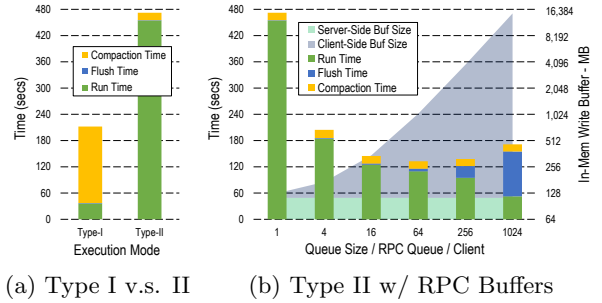 480
420
360
300
240
180
120
60
0
Time (secs)
Compaction Time
Flush Time
Run Time
Type-I
Type-II
Execution Mode
(a) Type I v.s. II
480
420
360
300
240
180
120
60
0
Time (secs)
Server-Side Buf Size
Client-Side Buf Size
Run Time
Flush Time
Compaction Time
16,384
8,192
4,096
2,048
1,024
512
256
128
64
In-Mem Write Buffer - MB
1
4
16
64
256
1024
Queue Size / RPC Queue / Client
(b) Type II w/ RPC Buffers